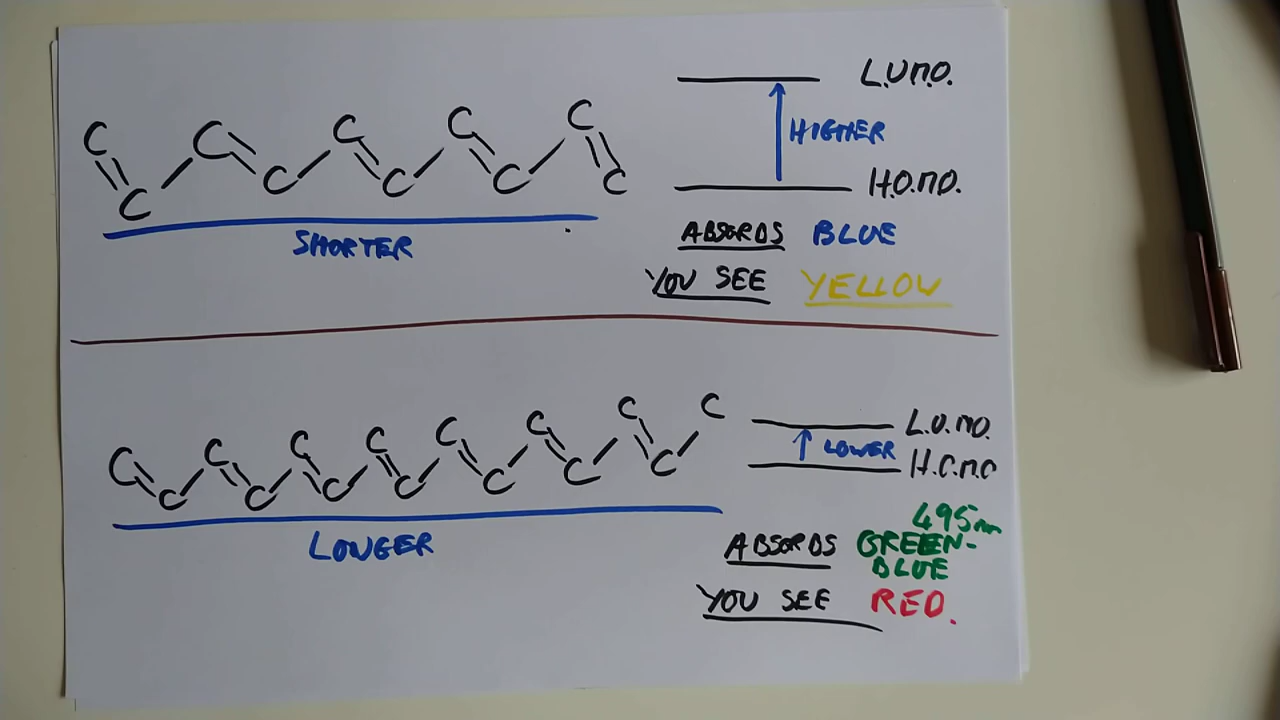 C C C C C
C C C C C
SHORTER
L.U.M.O.
HIGHER
H.O.M.O.
ABSORBS BLUE
YOU SEE YELLOW
C C C C C C C C
C C C C C C C
LONGER
L.U.M.O.
LOWER
H.O.M.O
ABSORBS GREEN-
BLUE
495nm
YOU SEE RED.